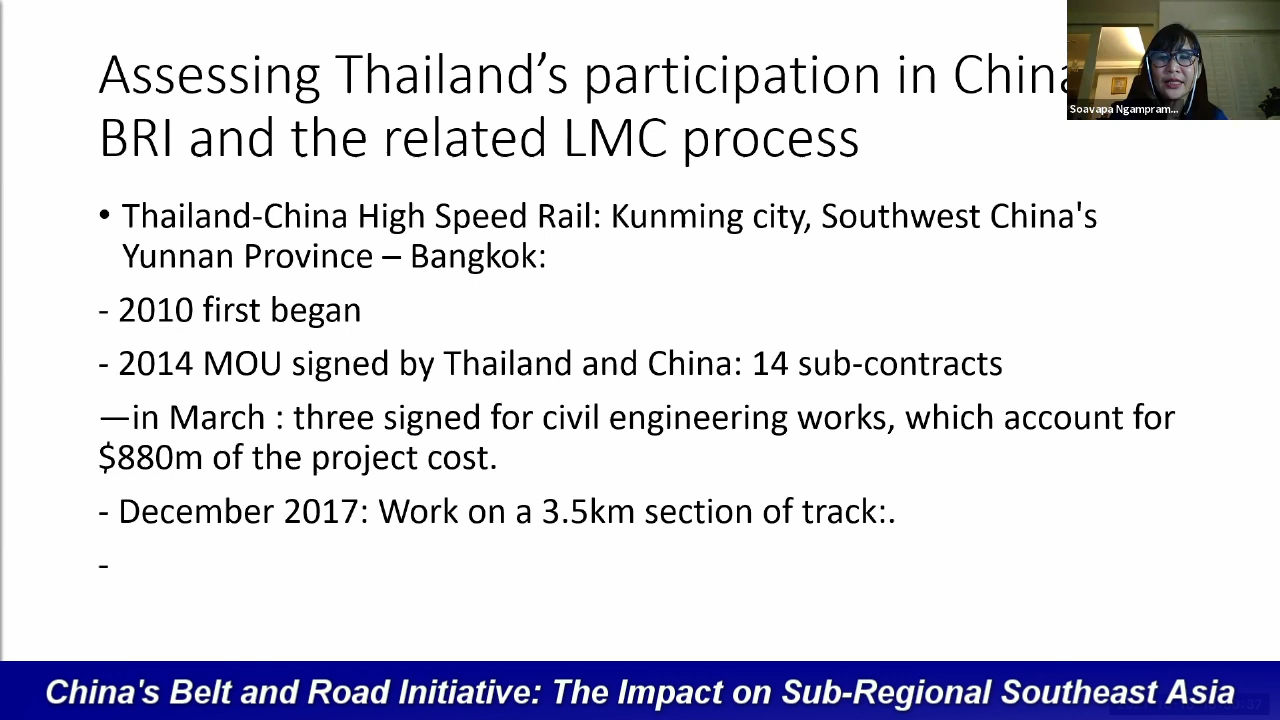 Assessing Thailand’s participation in China
BRI and the related LMC process
Soavapa Ngampram...
• Thailand-China High Speed Rail: Kunming city, Southwest China's
Yunnan Province – Bangkok:
- 2010 first began
- 2014 MOU signed by Thailand and China: 14 sub-contracts
—in March : three signed for civil engineering works, which account for
$880m of the project cost.
- December 2017: Work on a 3.5km section of track:.
-
China's Belt and Road Initiative: The Impact on Sub-Regional Southeast Asia